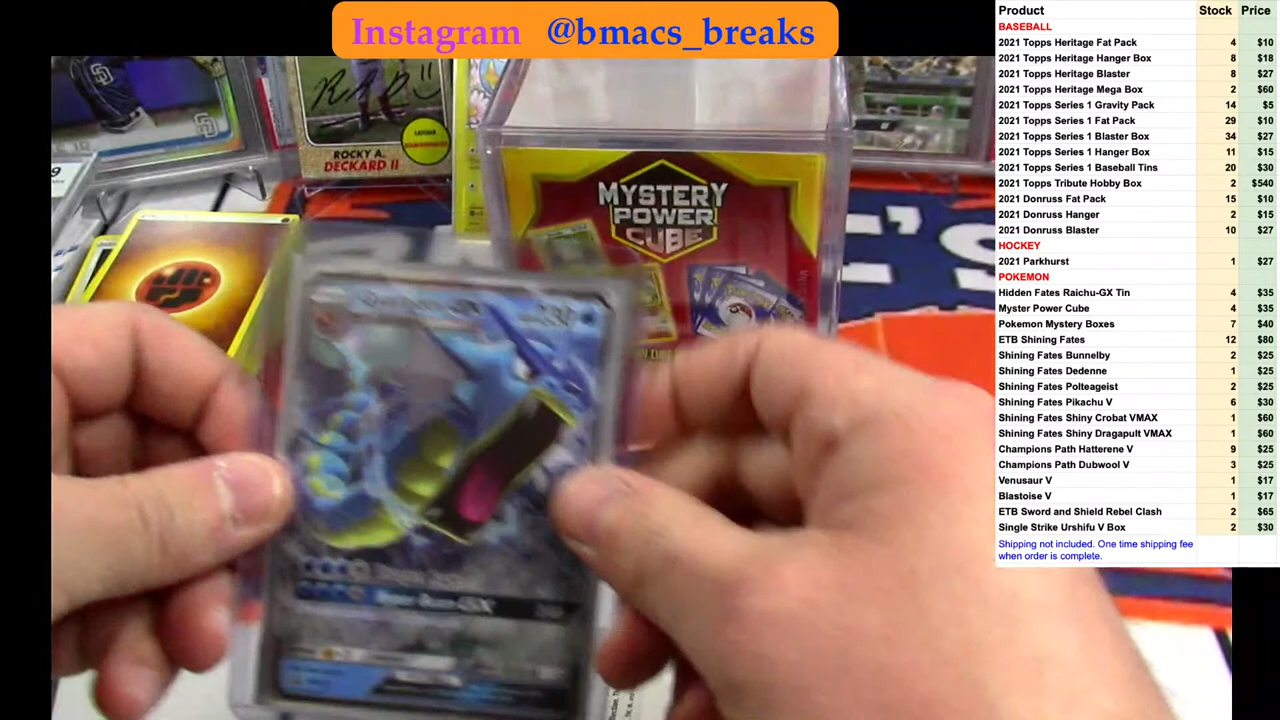 Instagram @bmacs_breaks
ROCKY A.
DECKARD II
MYSTERY
POWER
CUBE
GX
Product Stock Price
BASEBALL
2021 Topps Heritage Fat Pack 4 $10
2021 Topps Heritage Hanger Box 8 $18
2021 Topps Heritage Blaster 8 $27
2021 Topps Heritage Mega Box 2 $60
2021 Topps Series 1 Gravity Pack 14 $5
2021 Topps Series 1 Fat Pack 29 $10
2021 Topps Series 1 Blaster Box 34 $27
2021 Topps Series 1 Hanger Box 11 $15
2021 Topps Series 1 Baseball Tins 20 $30
2021 Topps Tribute Hobby Box 2 $540
2021 Donruss Fat Pack 15 $10
2021 Donruss Hanger 2 $15
2021 Donruss Blaster 10 $27
HOCKEY
2021 Parkhurst 1 $27
POKEMON
Hidden Fates Raichu-GX Tin 4 $35
Myster Power Cube 4 $35
Pokemon Mystery Boxes 7 $40
ETB Shining Fates 12 $80
Shining Fates Bunnelby 2 $25
Shining Fates Dedenne 1 $25
Shining Fates Polteageist 2 $25
Shining Fates Pikachu V 6 $30
Shining Fates Shiny Crobat VMAX 1 $60
Shining Fates Shiny Dragapult VMAX 1 $60
Champions Path Hatterene V 9 $25
Champions Path Dubwool V 3 $25
Venusaur V 1 $17
Blastoise V 1 $17
ETB Sword and Shield Rebel Clash 2 $65
Single Strike Urshifu V Box 2 $30
Shipping not included. One time shipping fee
when order is complete.